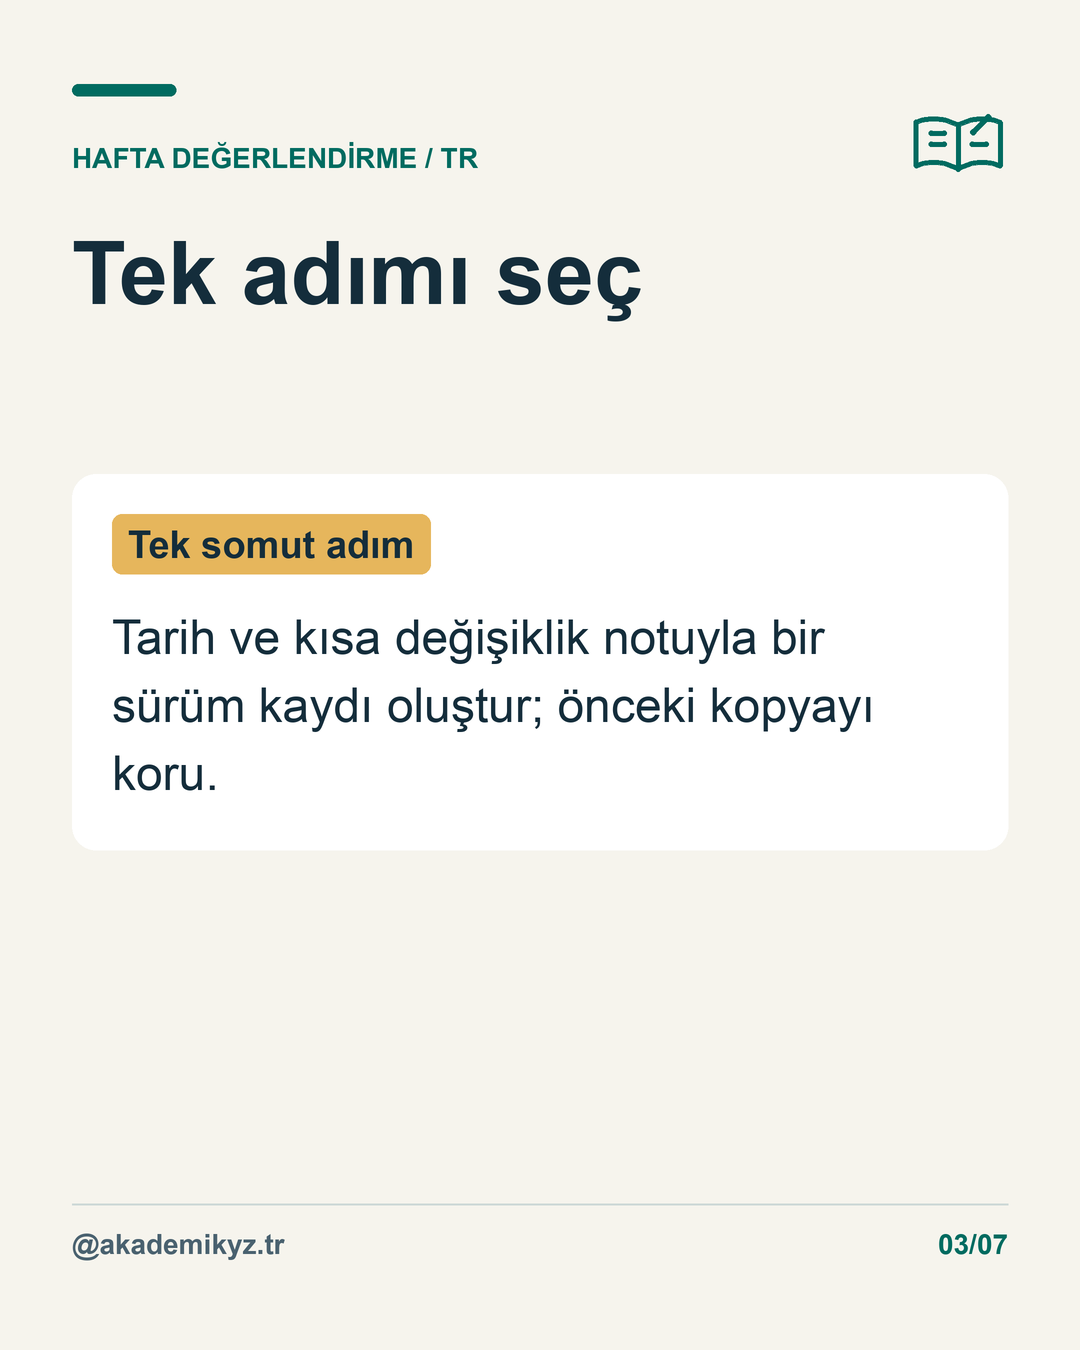 HAFTA DEĞERLENDİRME / TR
Tek adımı seç
Tek somut adım
Tarih ve kısa değişiklik notuyla bir
sürüm kaydı oluştur; önceki kopyayı
koru.
@akademikyz.tr
03/07